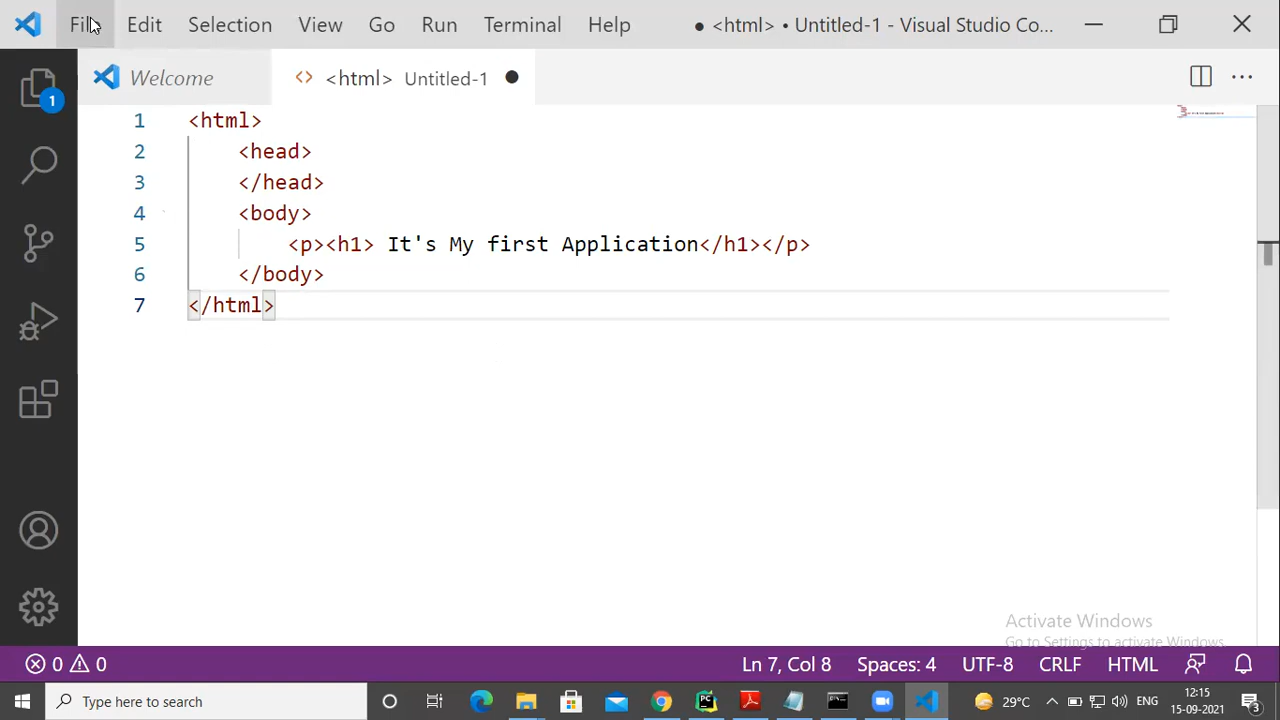 File Edit Selection View Go Run Terminal Help ● <html> • Untitled-1 - Visual Studio Co...
Welcome <html> Untitled-1 ●
1 <html>
2 <head>
3 </head>
4 <body>
5 <p><h1> It's My first Application</h1></p>
6 </body>
7 </html>
1
Activate Windows
Go to Settings to activate Windows.
0 0 Ln 7, Col 8 Spaces: 4 UTF-8 CRLF HTML
Type here to search 29°C ENG 12:15
15-09-2021 3